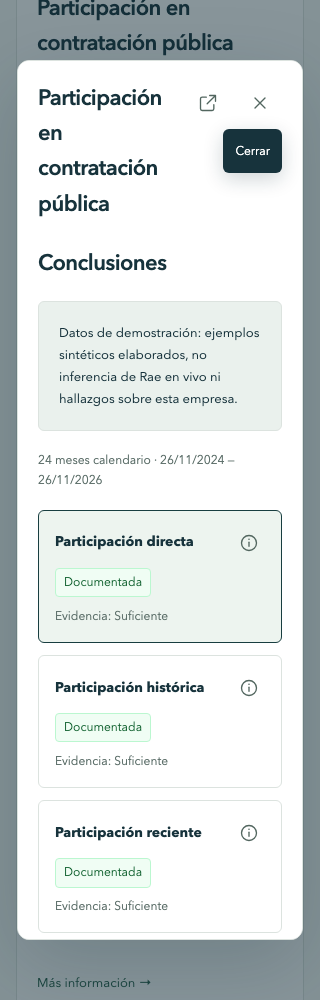 Participación en
contratación pública
Participación
en
contratación
pública
Cerrar
Conclusiones
Datos de demostración: ejemplos
sintéticos elaborados, no
inferencia de Rae en vivo ni
hallazgos sobre esta empresa.
24 meses calendario · 26/11/2024 –
26/11/2026
Participación directa
Documentada
Evidencia: Suficiente
Participación histórica
Documentada
Evidencia: Suficiente
Participación reciente
Documentada
Evidencia: Suficiente
Más información →